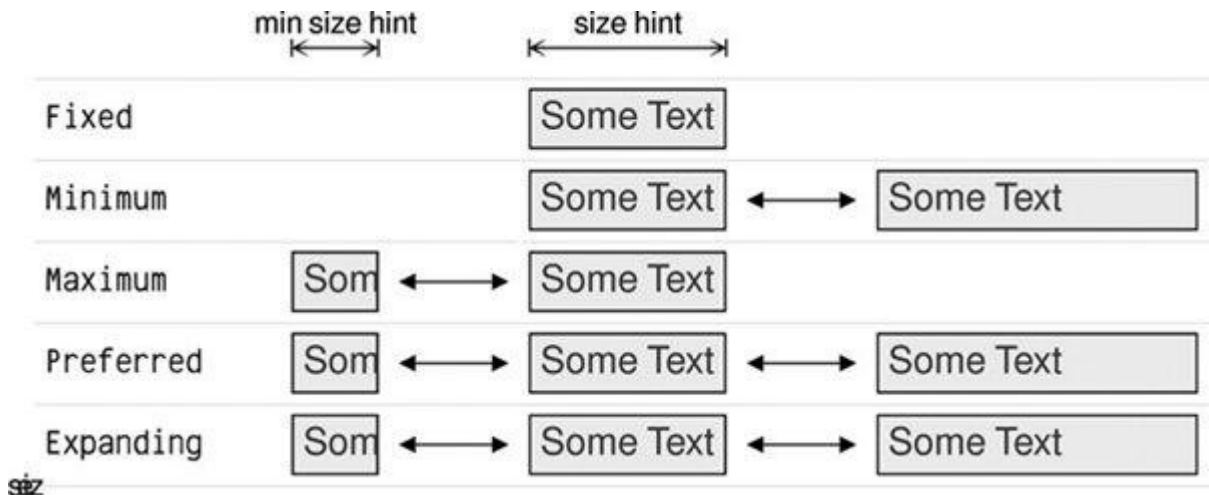 min size hint size hint
Fixed Some Text
Minimum Some Text Some Text
Maximum Som Some Text
Preferred Som Some Text Some Text
Expanding Som Some Text Some Text